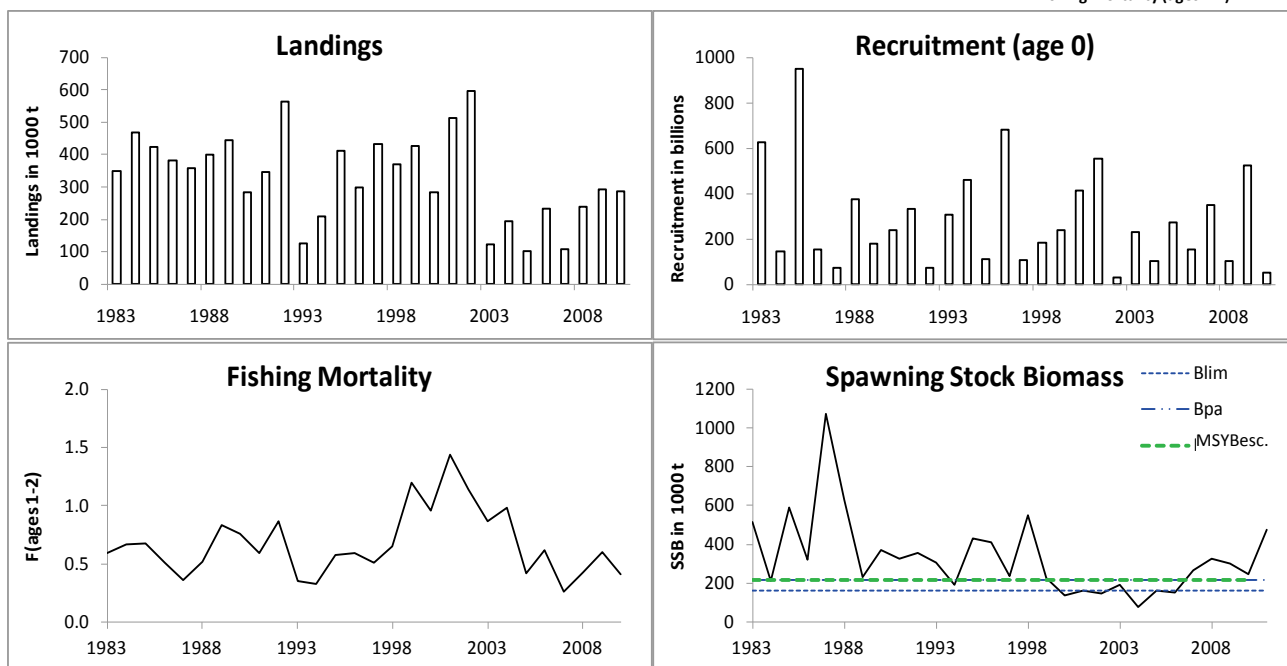 Landings
Landings in 1000 t
700
600
500
400
300
200
100
0
1983 1988 1993 1998 2003 2008
Recruitment (age 0)
Recruitment in billions
1000
800
600
400
200
0
1983 1988 1993 1998 2003 2008
Fishing Mortality
F(ages 1-2)
2.0
1.5
1.0
0.5
0.0
1983 1988 1993 1998 2003 2008
Spawning Stock Biomass
SSB in 1000 t
1200
1000
800
600
400
200
0
1983 1988 1993 1998 2003 2008
Blim
Bpa
MSYBesc.